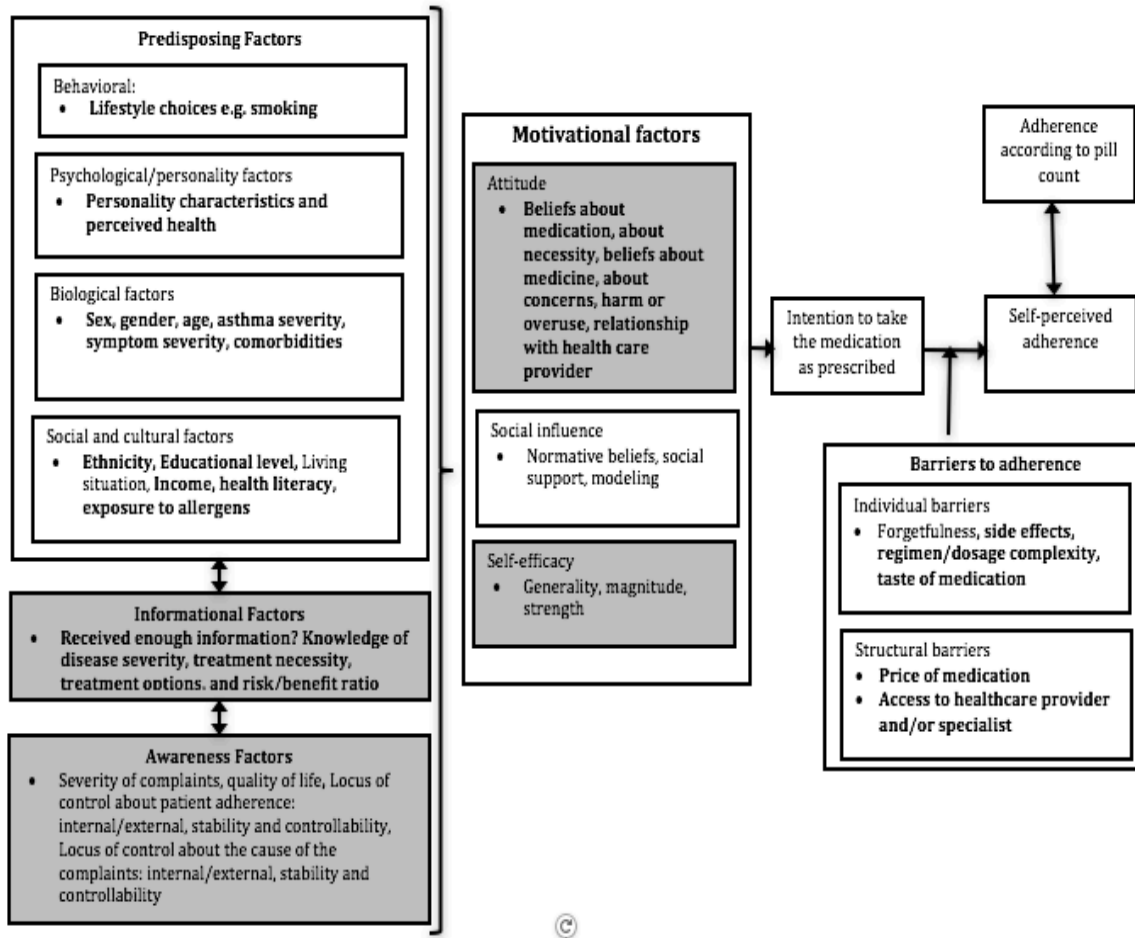 Predisposing Factors
Behavioral:
• Lifestyle choices e.g. smoking
Psychological/personality factors
• Personality characteristics and
perceived health
Biological factors
• Sex, gender, age, asthma severity,
symptom severity, comorbidities
Social and cultural factors
• Ethnicity, Educational level, Living
situation, Income, health literacy,
exposure to allergens
Informational Factors
• Received enough information? Knowledge of
disease severity, treatment necessity,
treatment options. and risk/benefit ratio
Awareness Factors
• Severity of complaints, quality of life, Locus of
control about patient adherence:
internal/external, stability and controllability,
Locus of control about the cause of the
complaints: internal/external, stability and
controllability
Motivational factors
Attitude
• Beliefs about
medication, about
necessity, beliefs about
medicine, about
concerns, harm or
overuse, relationship
with health care
provider
Social influence
• Normative beliefs, social
support, modeling
Self-efficacy
• Generality, magnitude,
strength
Intention to take
the medication
as prescribed
Adherence
according to pill
count
Self-perceived
adherence
Barriers to adherence
Individual barriers
• Forgetfulness, side effects,
regimen/dosage complexity,
taste of medication
Structural barriers
• Price of medication
• Access to healthcare provider
and/or specialist